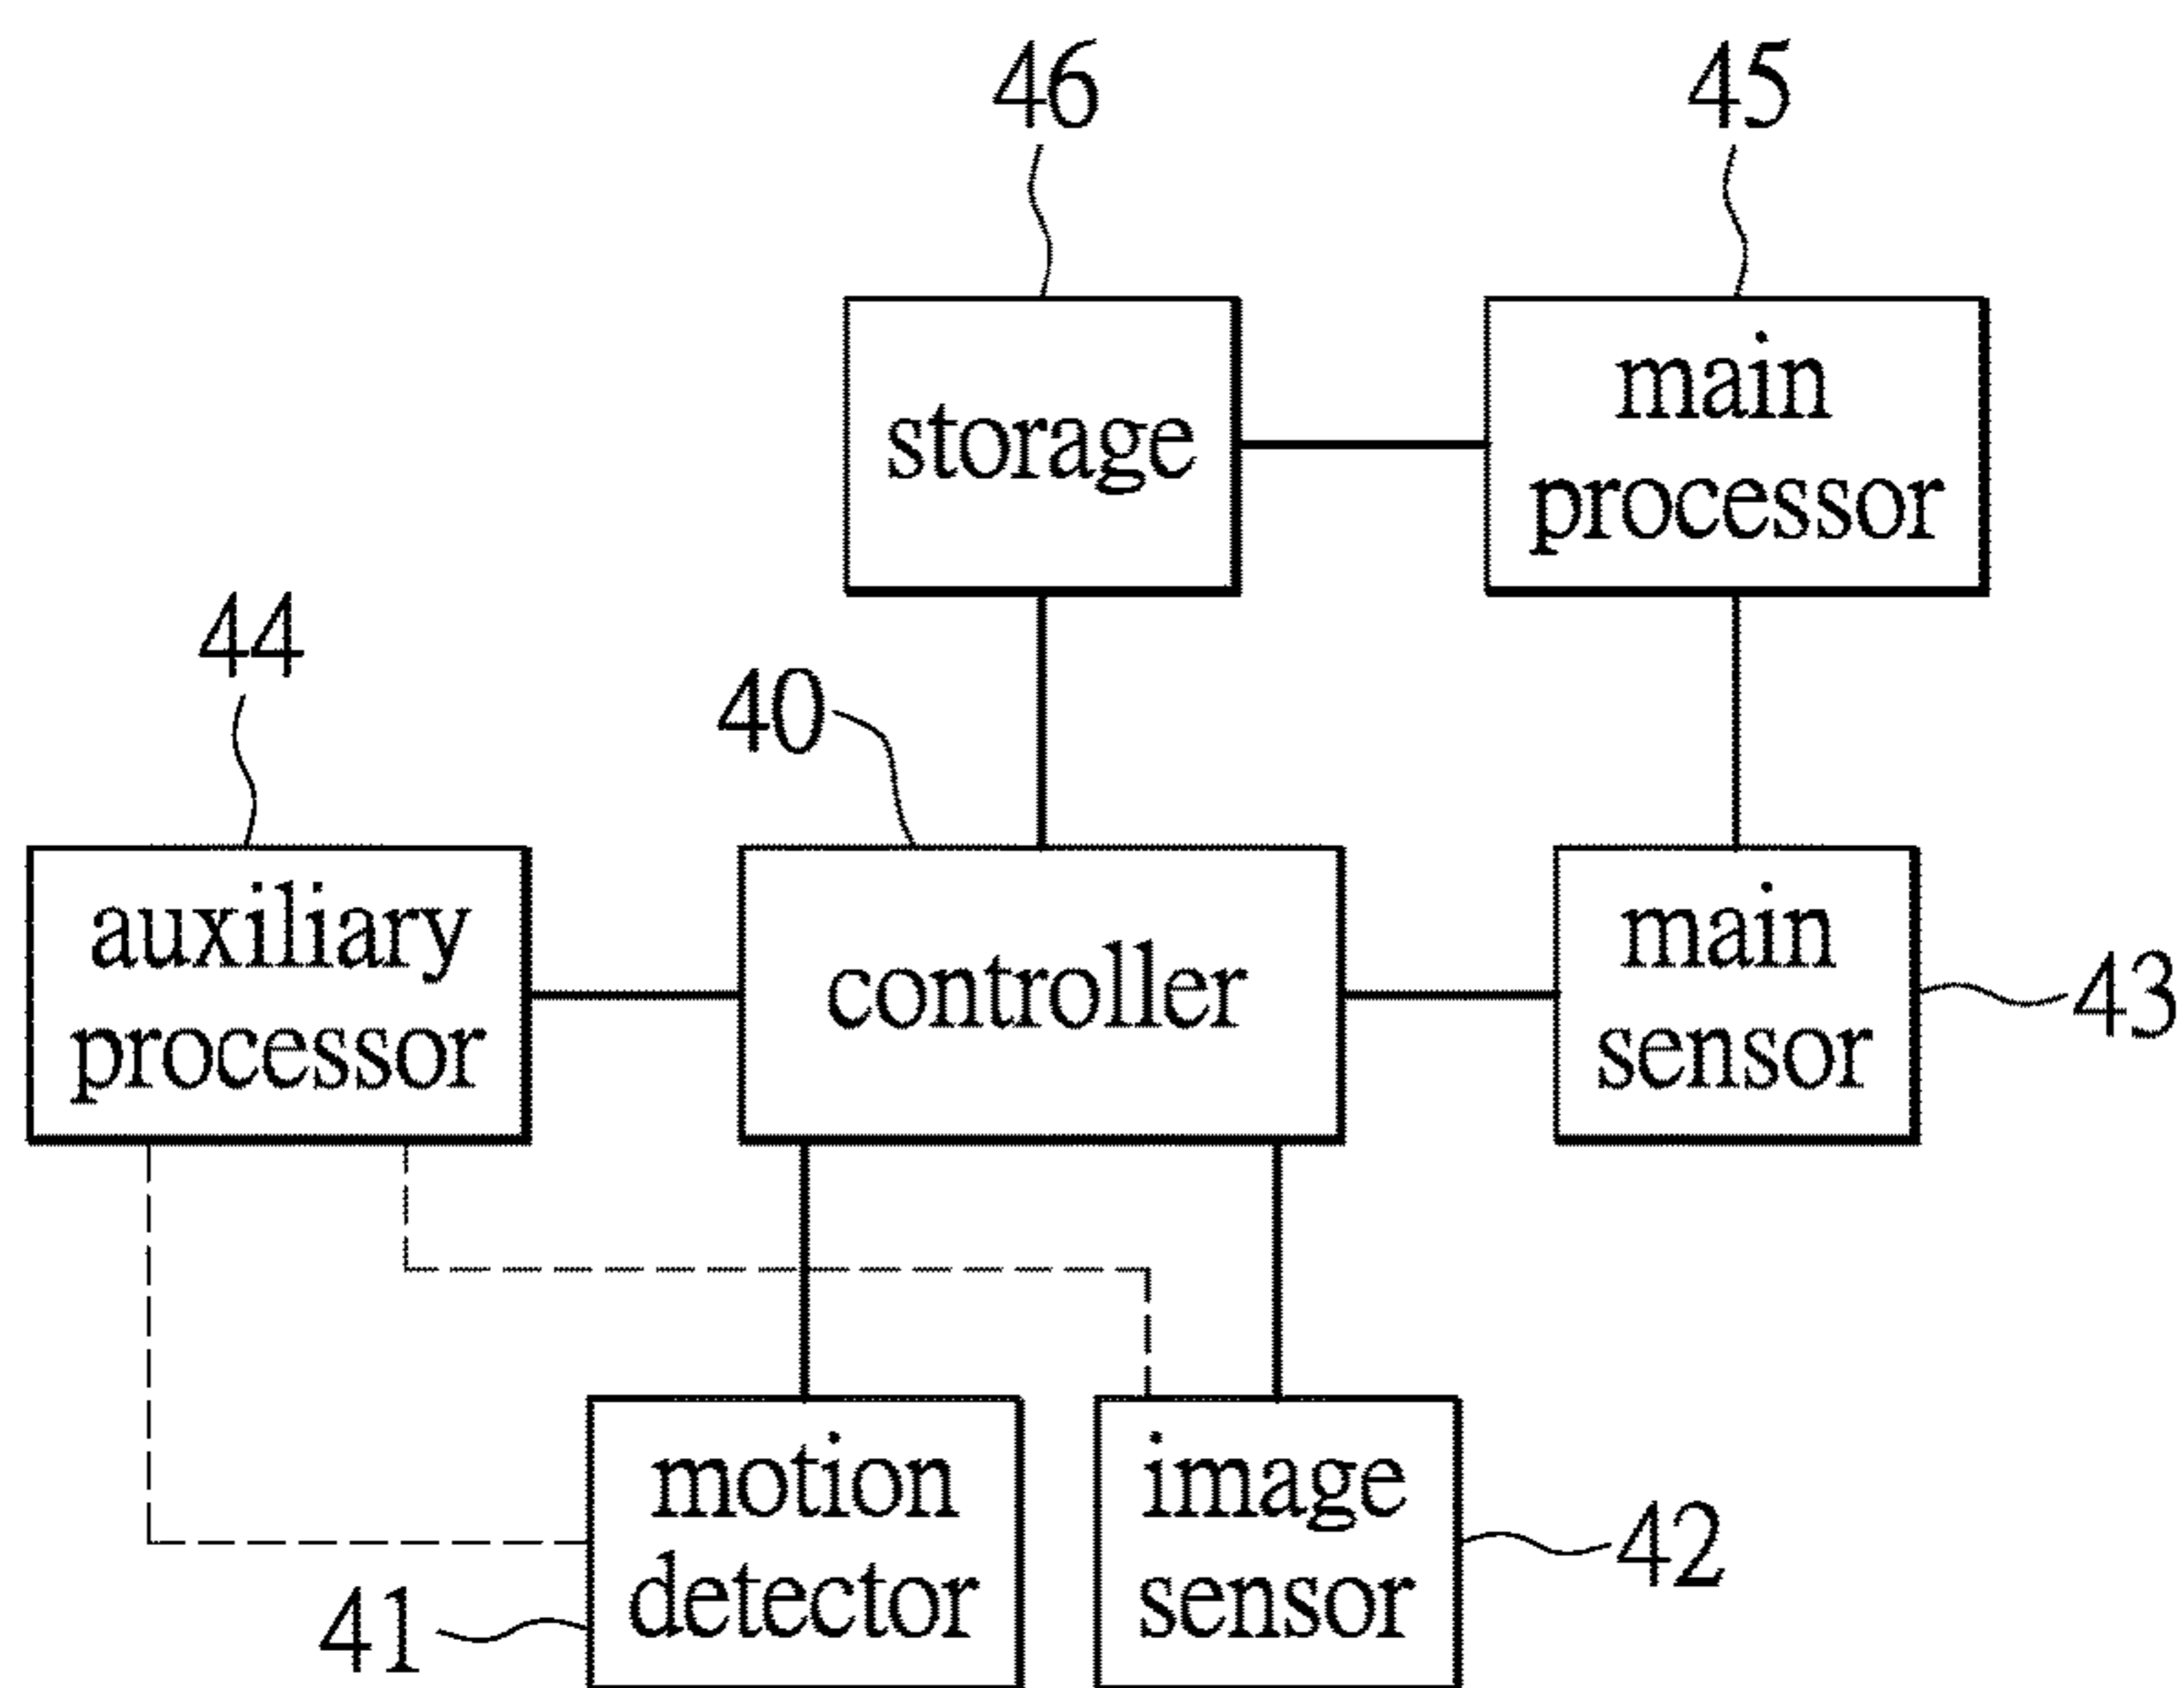 46
45
storage
main
processor
44
40
auxiliary
processor
controller
main
sensor
43
motion
detector
41
image
sensor
42